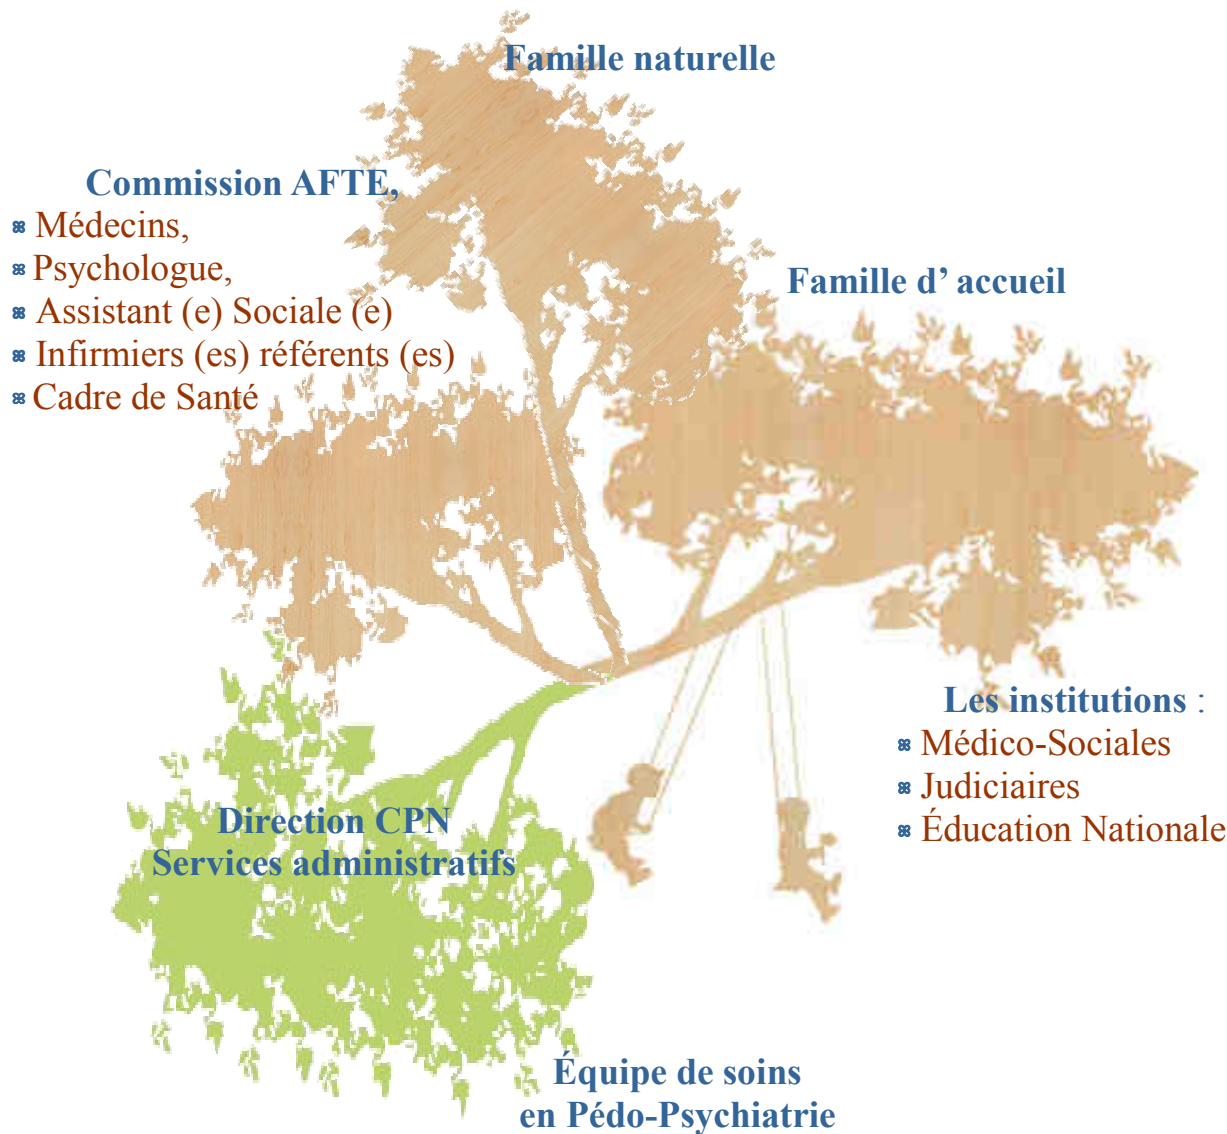 Famille naturelle
Commission AFTE,
Médecins,
Psychologue,
Assistant (e) Sociale (e)
Infirmiers (es) référents (es)
Cadre de Santé
Famille d’ accueil
Les institutions :
Médico-Sociales
Judiciaires
Éducation Nationale
Direction CPN
Services administratifs
Équipe de soins
en Pédo-Psychiatrie